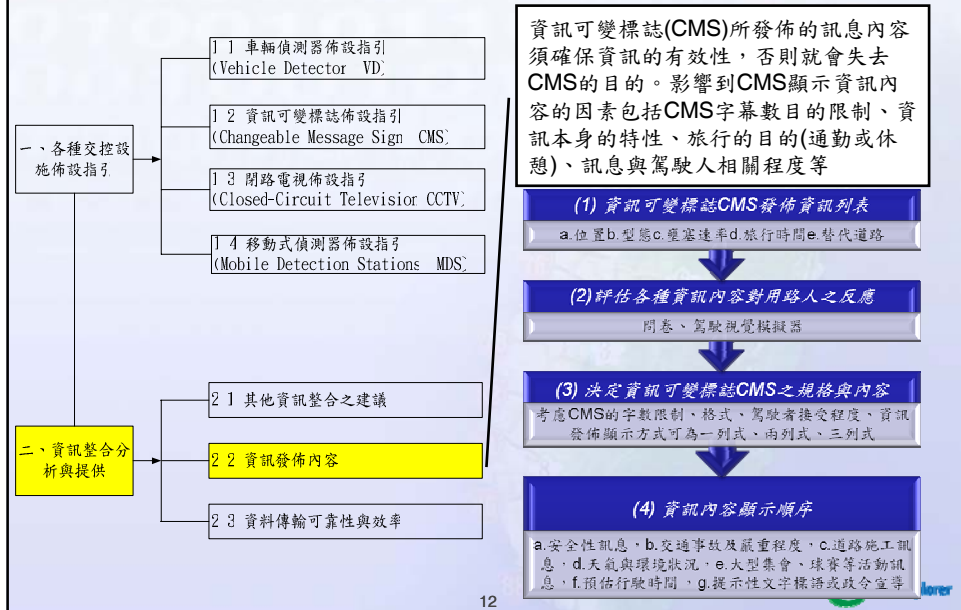 一、各種交控設
施佈設指引
1 1 車輛偵測器佈設指引
(Vehicle Detector VD)
1 2 資訊可變標誌佈設指引
(Changeable Message Sign CMS)
1 3 閉路電視佈設指引
(Closed-Circuit Television CCTV)
1 4 移動式偵測器佈設指引
(Mobile Detection Stations MDS)
二、資訊整合分
析與提供
2 1 其他資訊整合之建議
2 2 資訊發佈內容
2 3 資料傳輸可靠性與效率
資訊可變標誌(CMS)所發佈的訊息內容
須確保資訊的有效性，否則就會失去
CMS的目的。影響到CMS顯示資訊內
容的因素包括CMS字幕數目的限制、資
訊本身的特性、旅行的目的(通勤或休
憩)、訊息與駕駛人相關程度等
(1) 資訊可變標誌CMS發佈資訊列表
a.位置b.型態c.壅塞速率d.旅行時間e.替代道路
(2)評估各種資訊內容對用路人之反應
問卷、駕駛視覺模擬器
(3) 決定資訊可變標誌CMS之規格與內容
考慮CMS的字數限制、格式、駕駛者接受程度、資訊
發佈顯示方式可為一列式、兩列式、三列式
(4) 資訊內容顯示順序
a.安全性訊息，b.交通事故及嚴重程度，c.道路施工訊
息，d.天氣與環境狀況，e.大型集會、球賽等活動訊
息，f.預估行駛時間，g.提示性文字標語或政令宣導
12